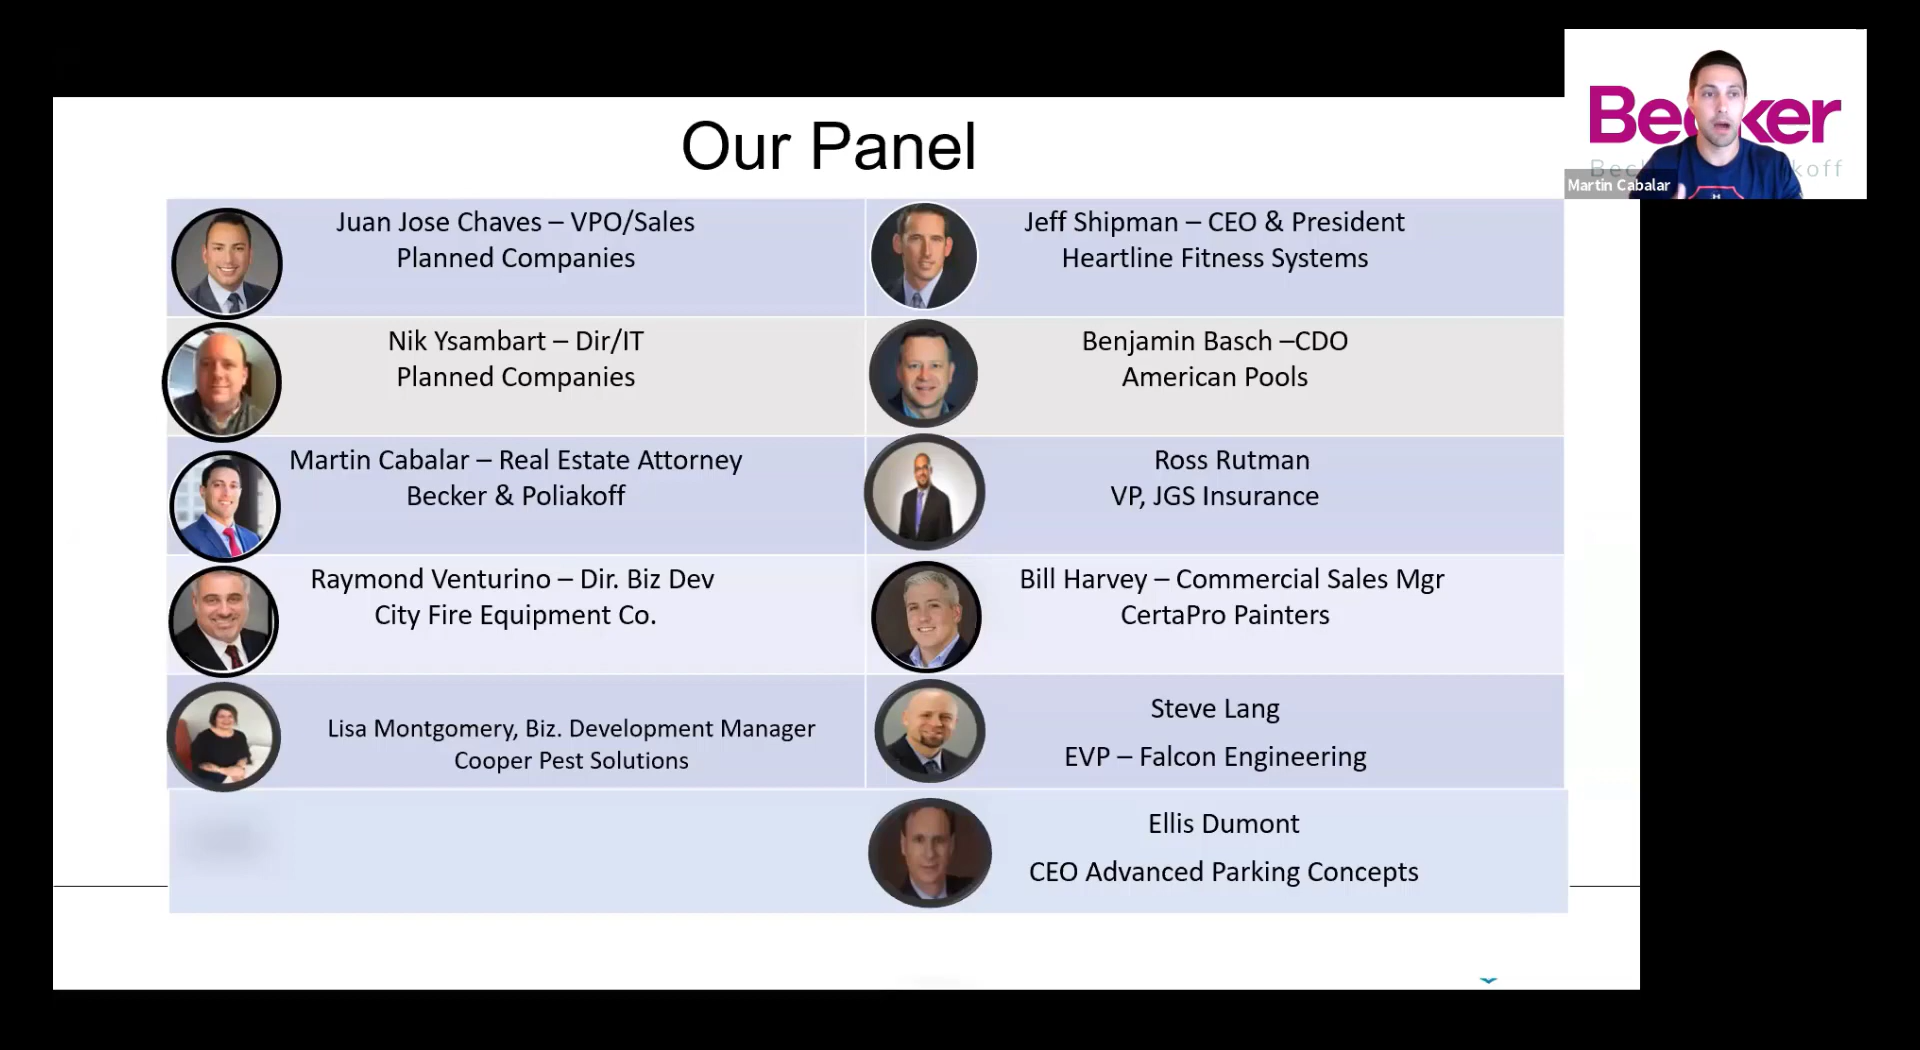 Our Panel
Becker
Martin Cabalar
Juan Jose Chaves – VPO/Sales
Planned Companies
Jeff Shipman – CEO & President
Heartline Fitness Systems
Nik Ysambart – Dir/IT
Planned Companies
Benjamin Basch –CDO
American Pools
Martin Cabalar – Real Estate Attorney
Becker & Poliakoff
Ross Rutman
VP, JGS Insurance
Raymond Venturino – Dir. Biz Dev
City Fire Equipment Co.
Bill Harvey – Commercial Sales Mgr
CertaPro Painters
Lisa Montgomery, Biz. Development Manager
Cooper Pest Solutions
Steve Lang
EVP – Falcon Engineering
Ellis Dumont
CEO Advanced Parking Concepts